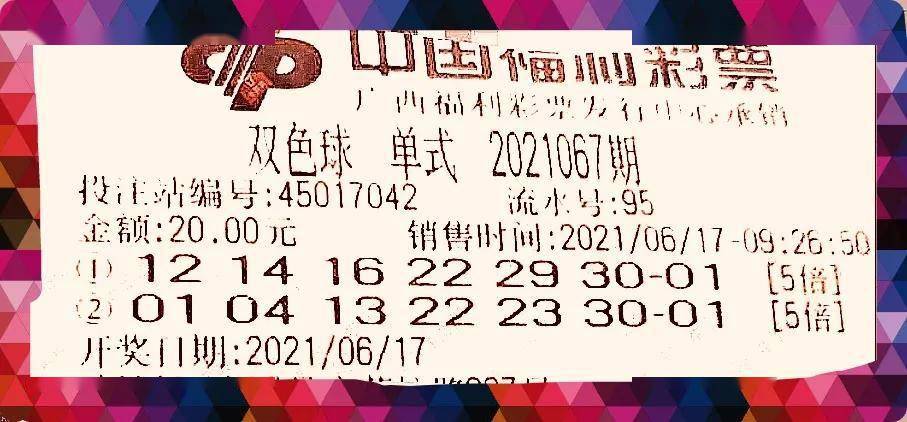 中国福利彩票
广西福利彩票发行中心承销
双色球 单式 2021067期
投注站编号:45017042 流水号:95
金额:20.00元 销售时间:2021/06/17-09:26:50
(1) 12 14 16 22 29 30-01 [5倍]
(2) 01 04 13 22 23 30-01 [5倍]
开奖日期:2021/06/17